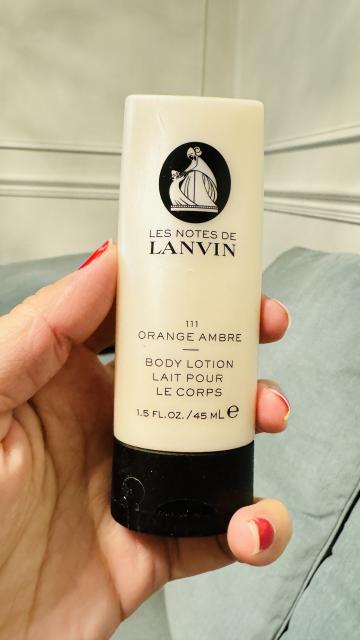 LES NOTES DE
LANVIN
111
ORANGE AMBRE
BODY LOTION
LAIT POUR
LE CORPS
1.5 FL.OZ. / 45 mL e